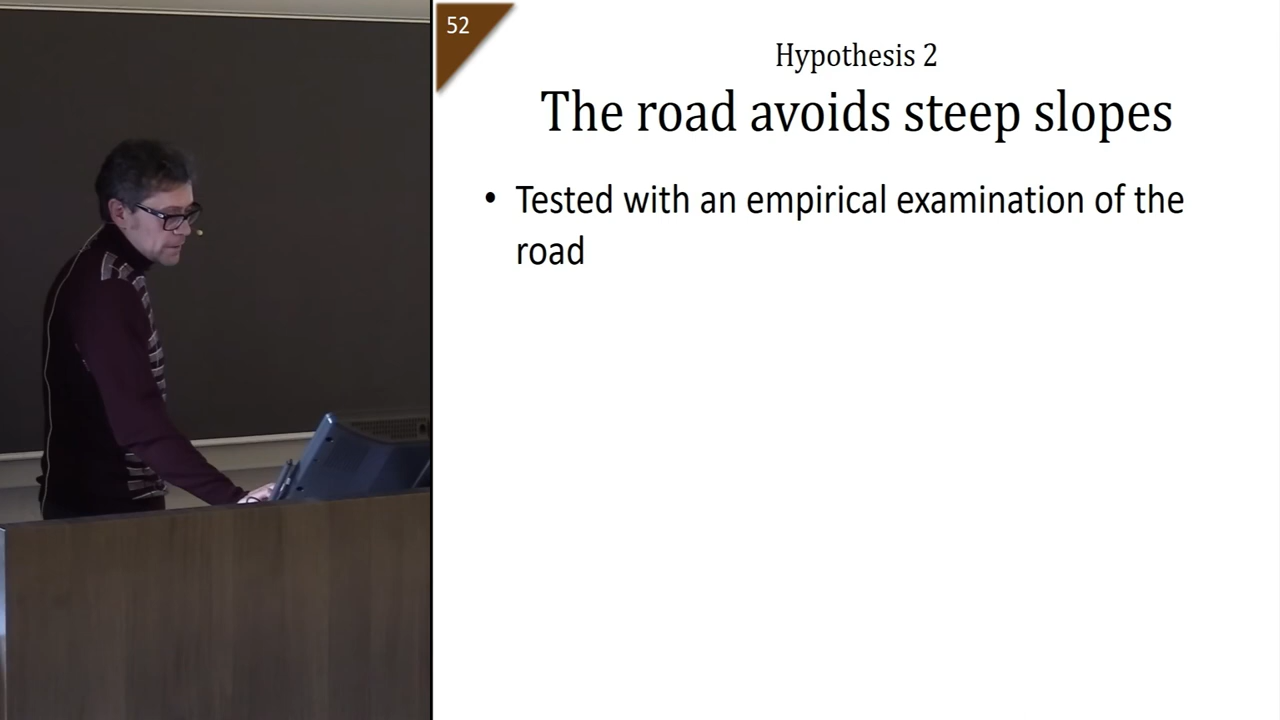 52
Hypothesis 2
The road avoids steep slopes
• Tested with an empirical examination of the
road